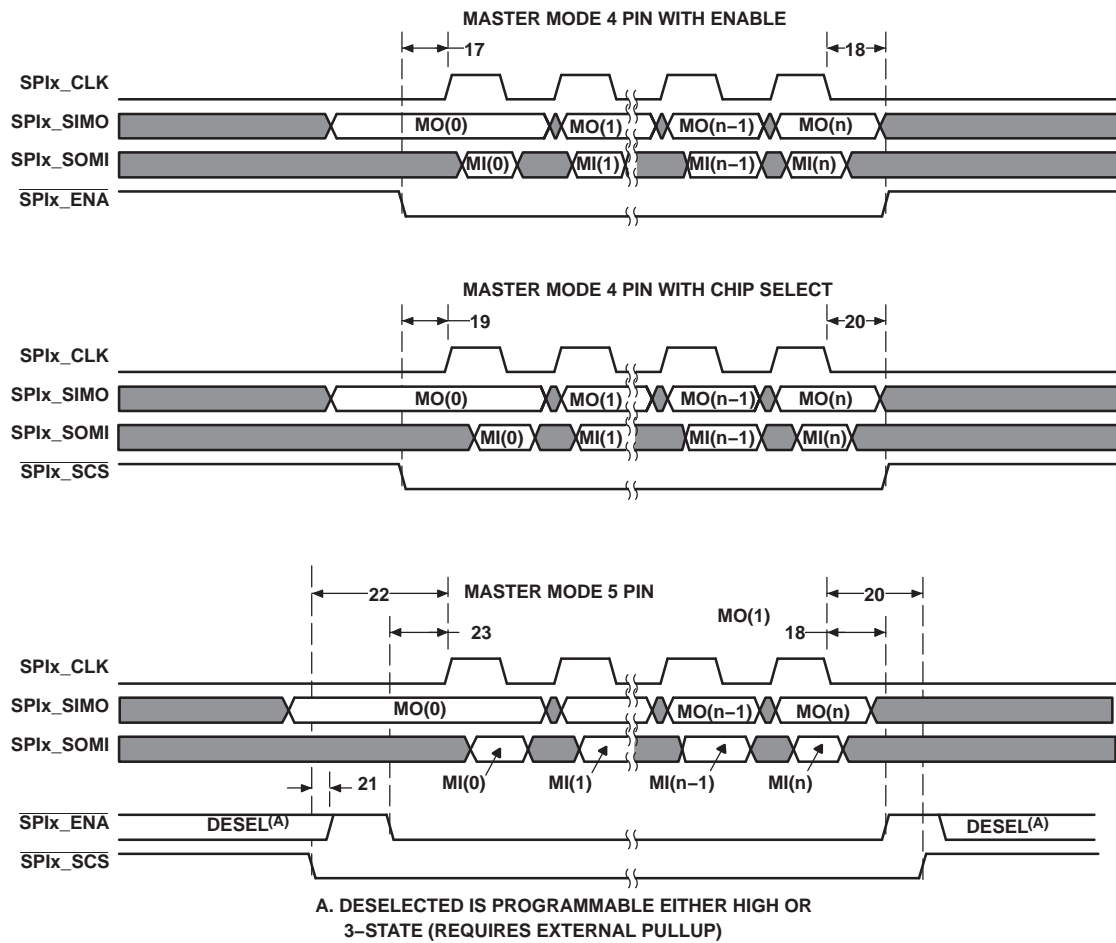 MASTER MODE 4 PIN WITH ENABLE
17
18
SPIx_CLK
SPIx_SIMO
MO(0)
MO(1)
MO(n−1)
MO(n)
SPIx_SOMI
MI(0)
MI(1)
MI(n−1)
MI(n)
SPIx_ENA
MASTER MODE 4 PIN WITH CHIP SELECT
19
20
SPIx_CLK
SPIx_SIMO
MO(0)
MO(1)
MO(n−1)
MO(n)
SPIx_SOMI
MI(0)
MI(1)
MI(n−1)
MI(n)
SPIx_SCS
22
MASTER MODE 5 PIN
20
MO(1)
23
18
SPIx_CLK
SPIx_SIMO
MO(0)
MO(n−1)
MO(n)
SPIx_SOMI
21
MI(0)
MI(1)
MI(n−1)
MI(n)
SPIx_ENA
DESEL(A)
DESEL(A)
SPIx_SCS
A. DESELECTED IS PROGRAMMABLE EITHER HIGH OR
3−STATE (REQUIRES EXTERNAL PULLUP)